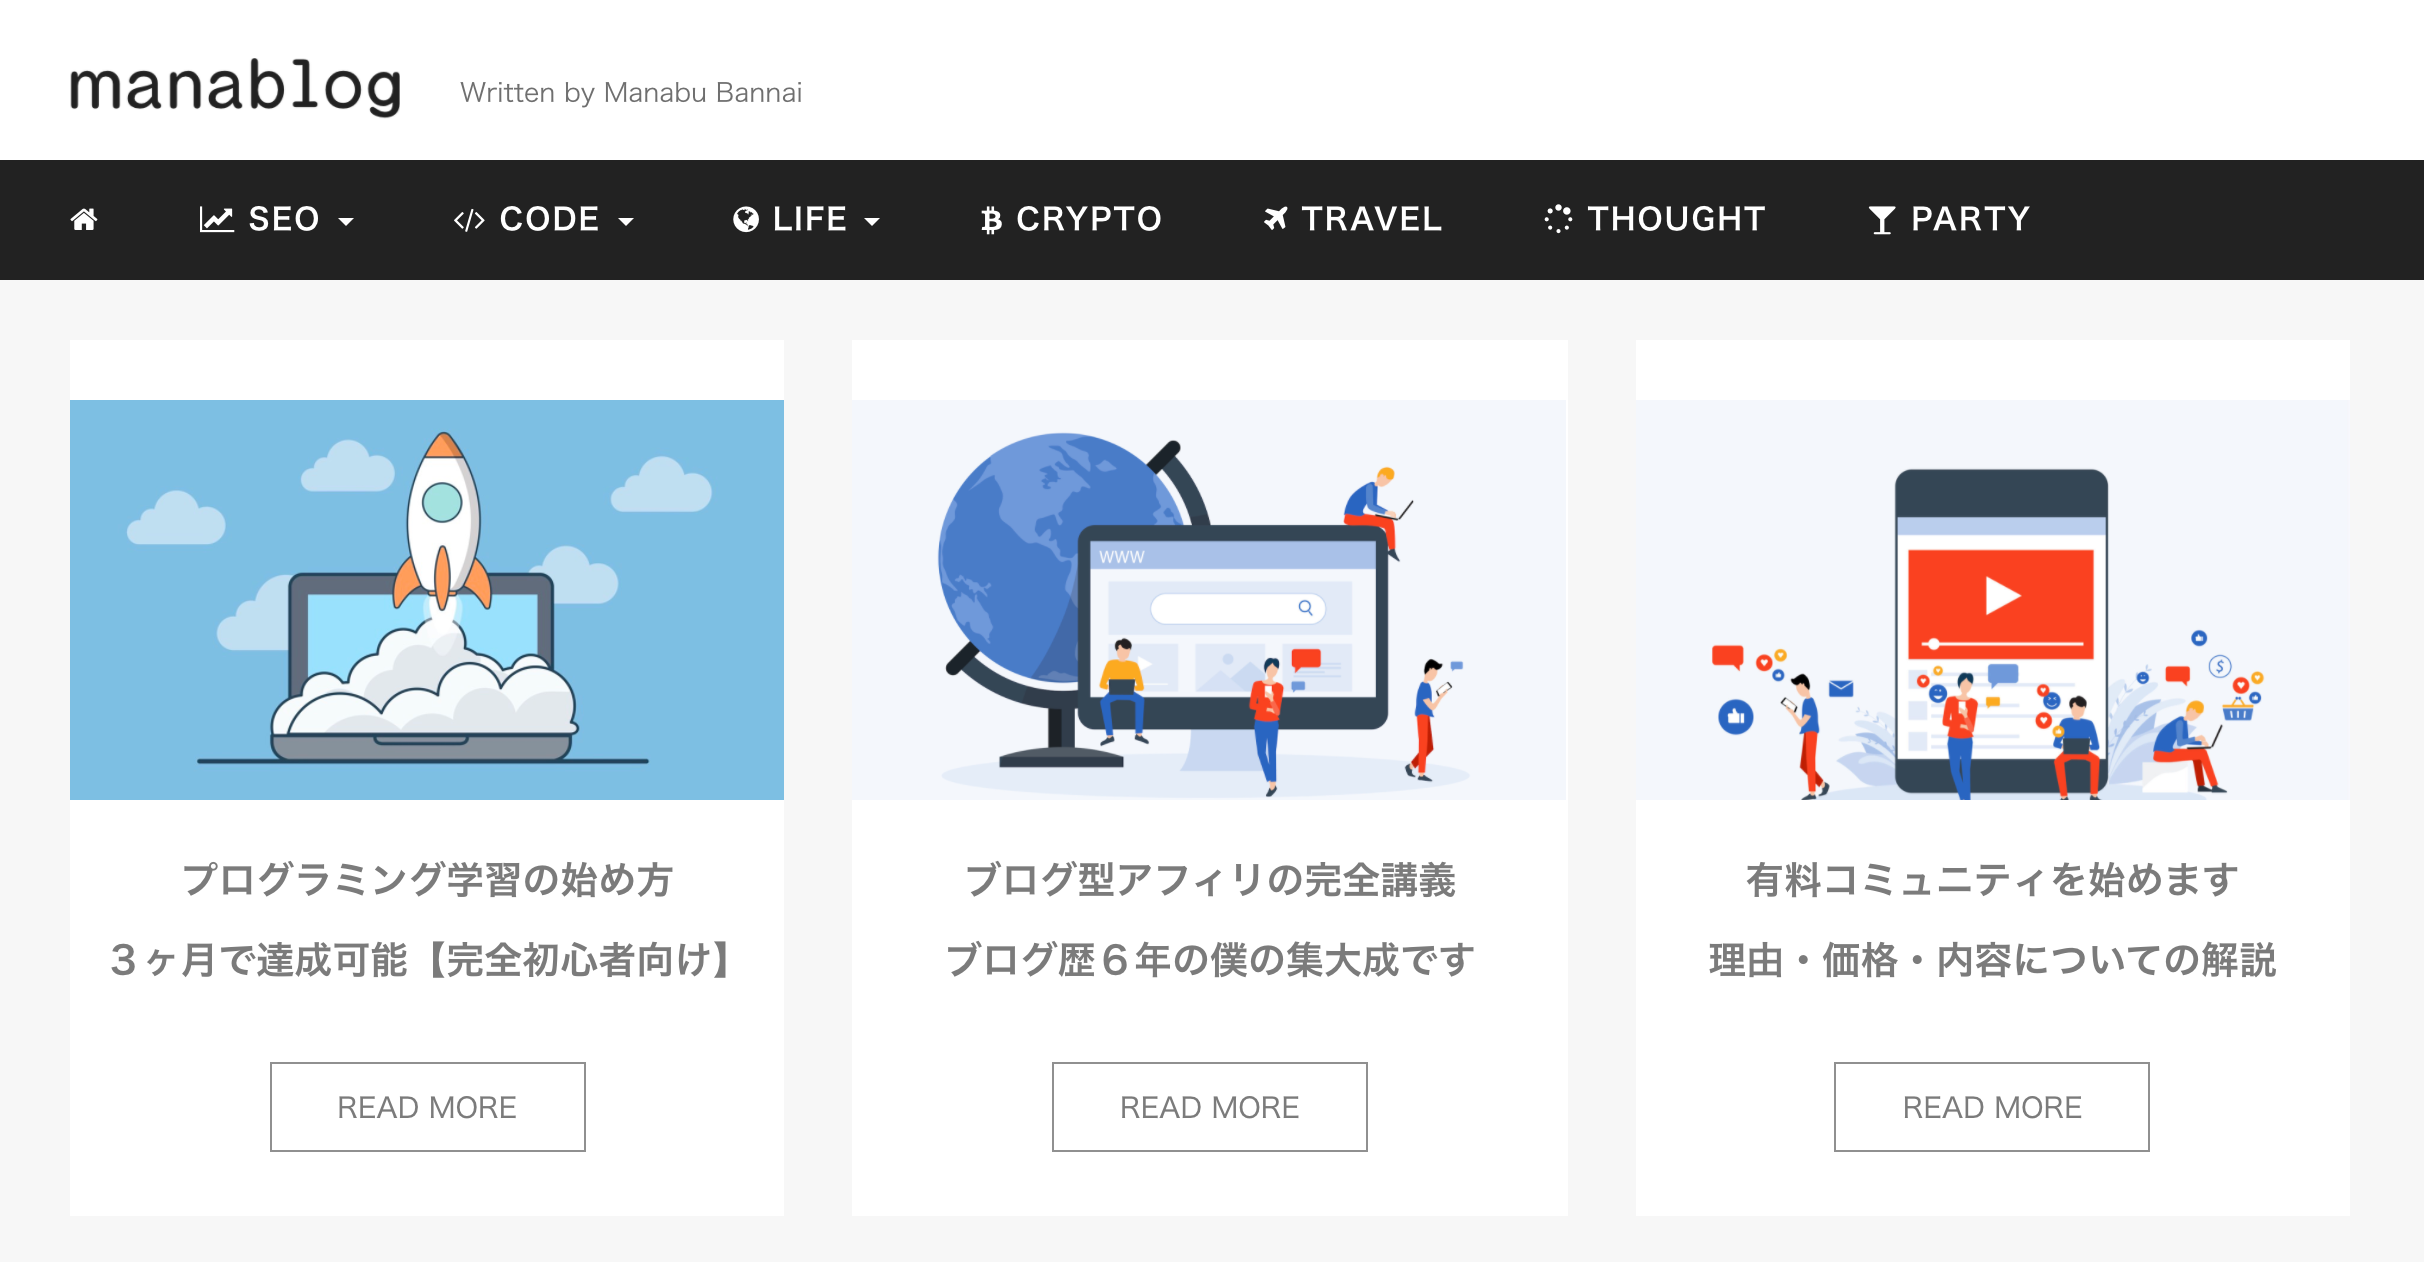 manablog
Written by Manabu Bannai
SEO
CODE
LIFE
CRYPTO
TRAVEL
THOUGHT
PARTY
WWW
プログラミング学習の始め方
３ヶ月で達成可能【完全初心者向け】
READ MORE
ブログ型アフィリの完全講義
ブログ歴６年の僕の集大成です
READ MORE
有料コミュニティを始めます
理由・価格・内容についての解説
READ MORE